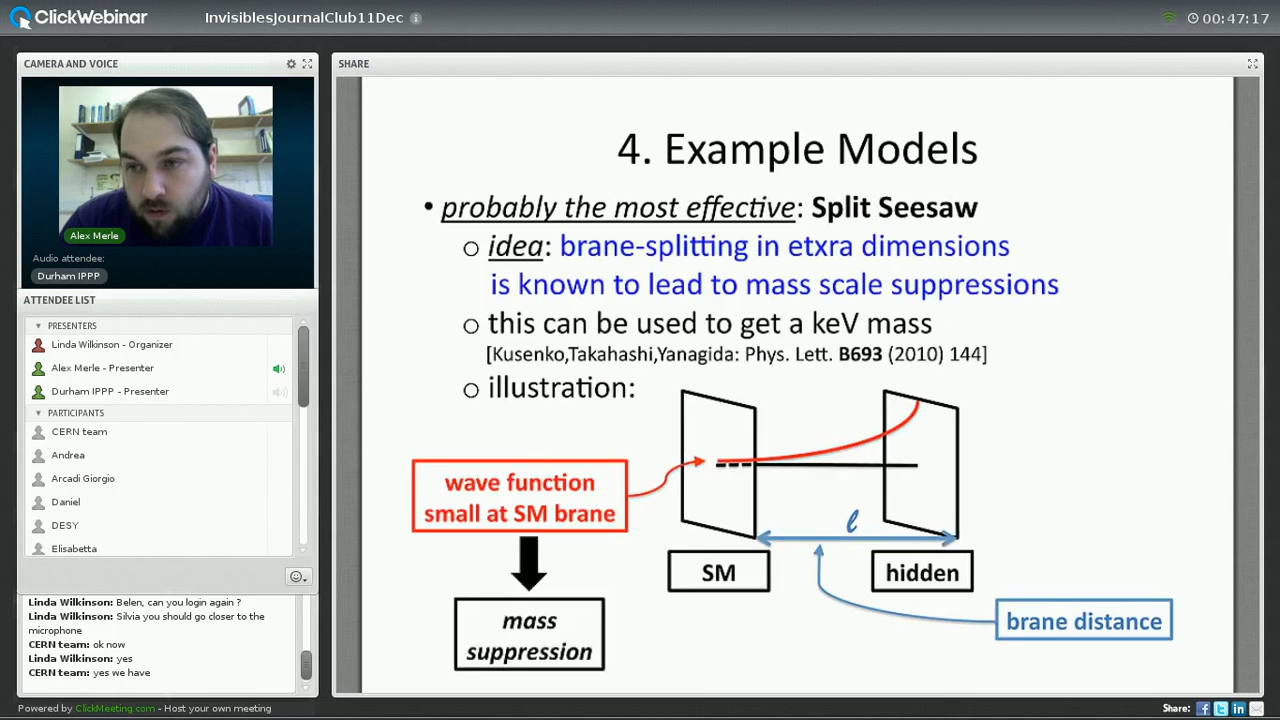 ClickWebinar
InvisiblesJournalClub11Dec
00:47:17
CAMERA AND VOICE
Alex Merle
Audio attendee:
Durham IPPP
ATTENDEE LIST
PRESENTERS
Linda Wilkinson - Organizer
Alex Merle - Presenter
Durham IPPP - Presenter
PARTICIPANTS
CERN team
Andrea
Arcadi Giorgio
Daniel
DESY
Elisabetta
Linda Wilkinson: Belen, can you login again ?
Linda Wilkinson: Silvia you should go closer to the
microphone
CERN team: ok now
Linda Wilkinson: yes
CERN team: yes we have
SHARE
4. Example Models
• probably the most effective: Split Seesaw
o idea: brane-splitting in etxra dimensions
is known to lead to mass scale suppressions
o this can be used to get a keV mass
[Kusenko,Takahashi,Yanagida: Phys. Lett. B693 (2010) 144]
o illustration:
wave function
small at SM brane
mass
suppression
ℓ
SM
hidden
brane distance
Powered by ClickMeeting.com - Host your own meeting
Share: